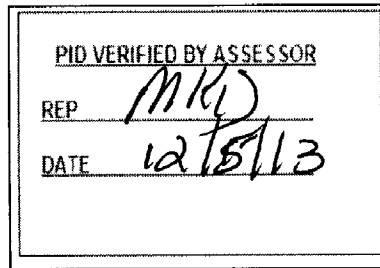 PID VERIFIED BY ASSESSOR
REP MKD
DATE 12/5/13